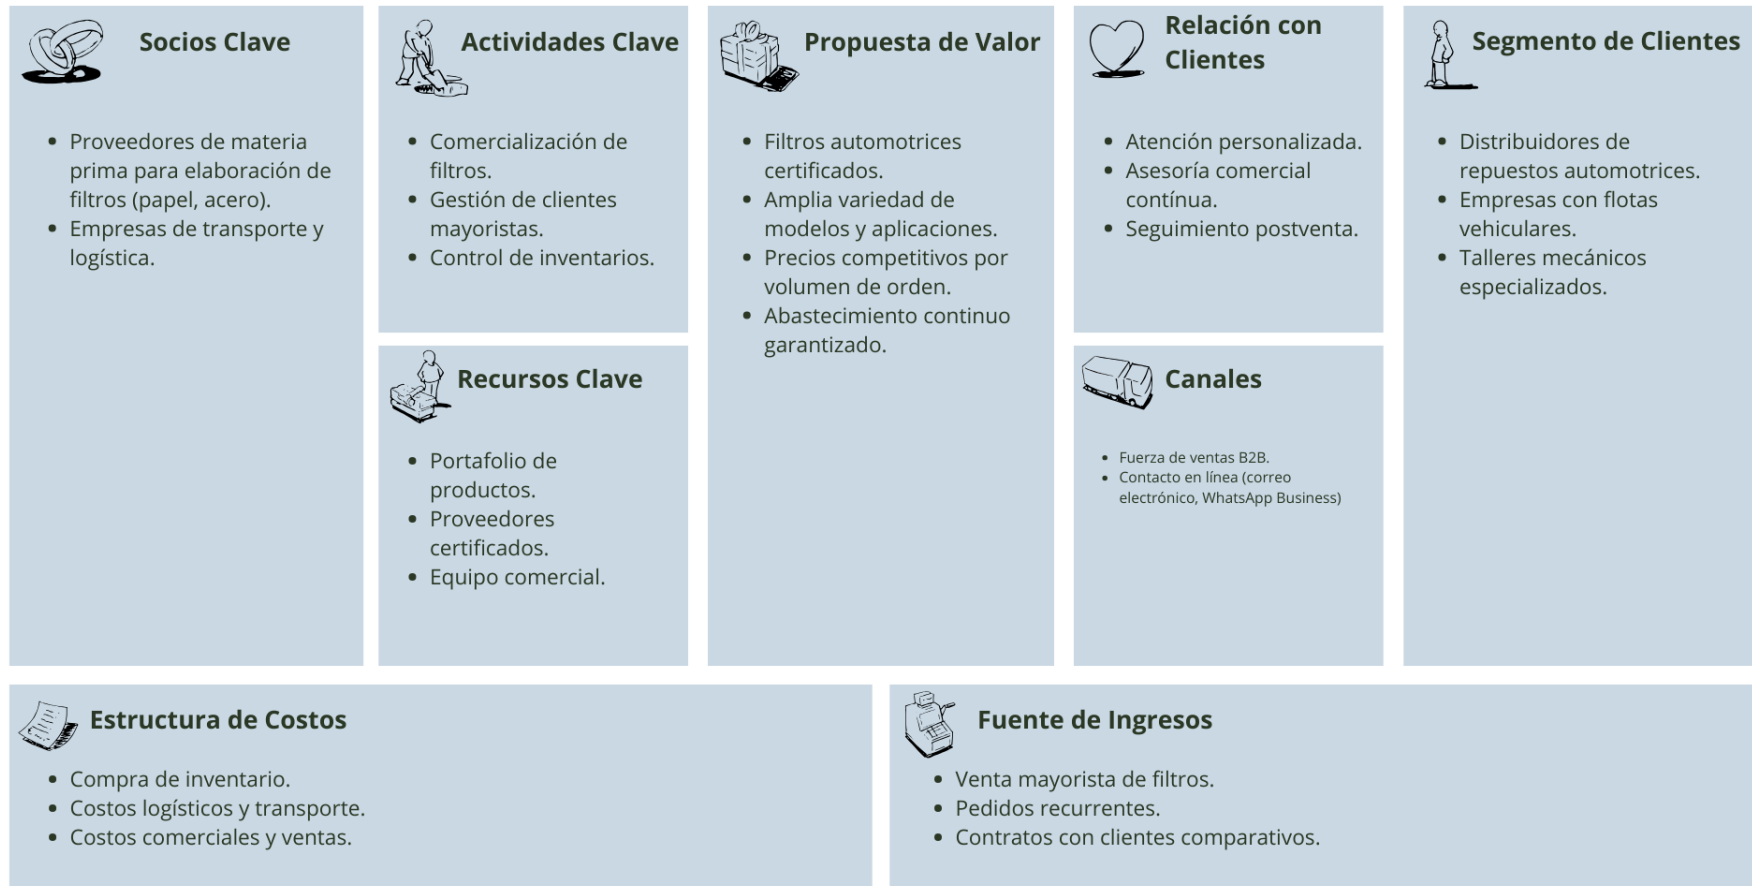 Socios Clave
• Proveedores de materia
prima para elaboración de
filtros (papel, acero).
• Empresas de transporte y
logística.
Actividades Clave
• Comercialización de
filtros.
• Gestión de clientes
mayoristas.
• Control de inventarios.
Recursos Clave
• Portafolio de
productos.
• Proveedores
certificados.
• Equipo comercial.
Propuesta de Valor
• Filtros automotrices
certificados.
• Amplia variedad de
modelos y aplicaciones.
• Precios competitivos por
volumen de orden.
• Abastecimiento continuo
garantizado.
Relación con
Clientes
• Atención personalizada.
• Asesoría comercial
contínua.
• Seguimiento postventa.
Canales
• Fuerza de ventas B2B.
• Contacto en línea (correo
electrónico, WhatsApp Business)
Segmento de Clientes
• Distribuidores de
repuestos automotrices.
• Empresas con flotas
vehiculares.
• Talleres mecánicos
especializados.
Estructura de Costos
• Compra de inventario.
• Costos logísticos y transporte.
• Costos comerciales y ventas.
Fuente de Ingresos
• Venta mayorista de filtros.
• Pedidos recurrentes.
• Contratos con clientes comparativos.